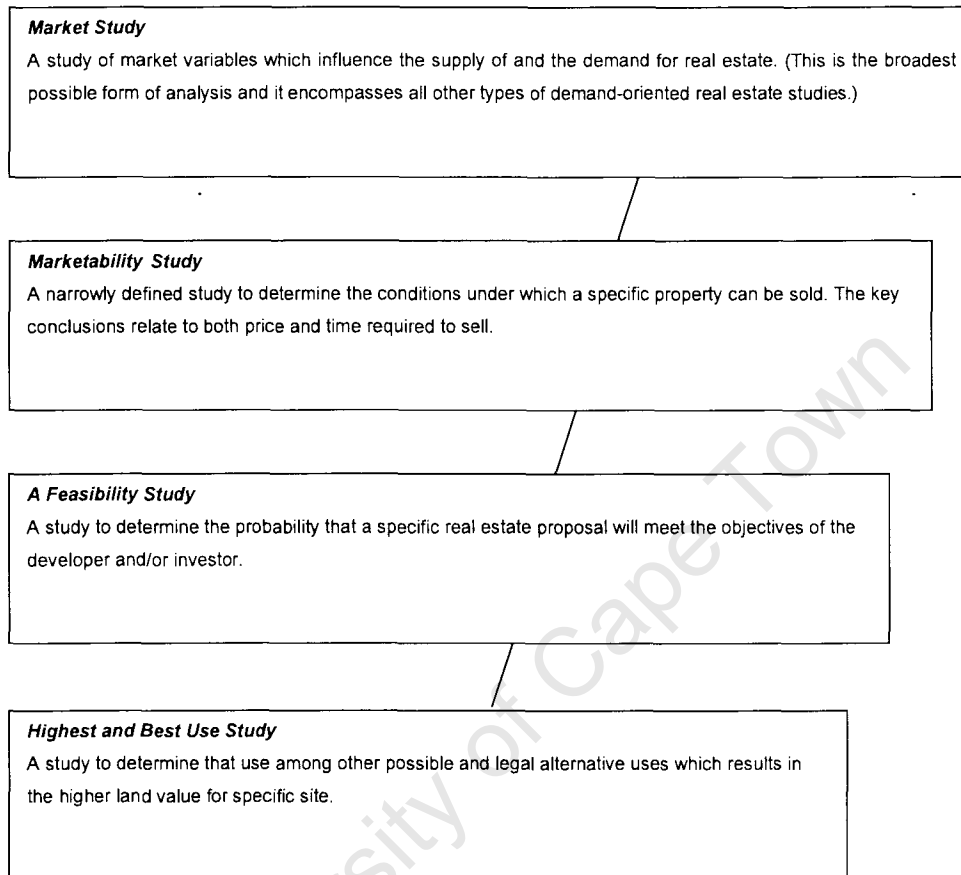 Market Study
A study of market variables which influence the supply of and the demand for real estate. (This is the broadest
possible form of analysis and it encompasses all other types of demand-oriented real estate studies.)
Marketability Study
A narrowly defined study to determine the conditions under which a specific property can be sold. The key
conclusions relate to both price and time required to sell.
A Feasibility Study
A study to determine the probability that a specific real estate proposal will meet the objectives of the
developer and/or investor.
Highest and Best Use Study
A study to determine that use among other possible and legal alternative uses which results in
the higher land value for specific site.
sity of Cape Town